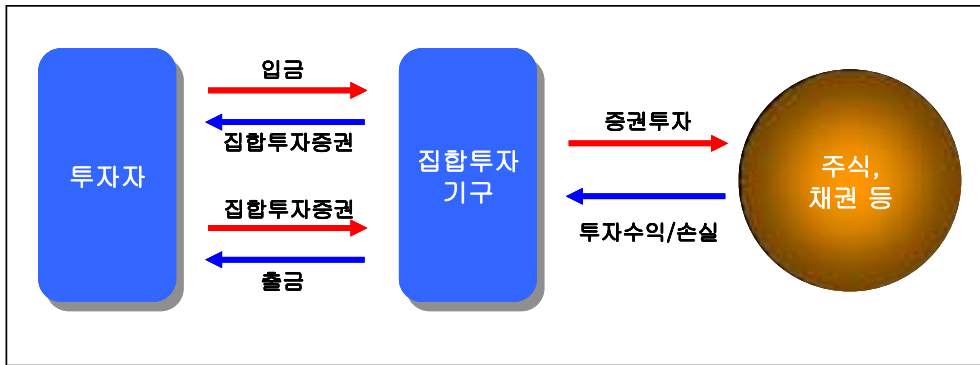 투자자
입금
집합투자증권
집합투자증권
출금
집합투자
기구
증권투자
투자수익/손실
주식,
채권 등